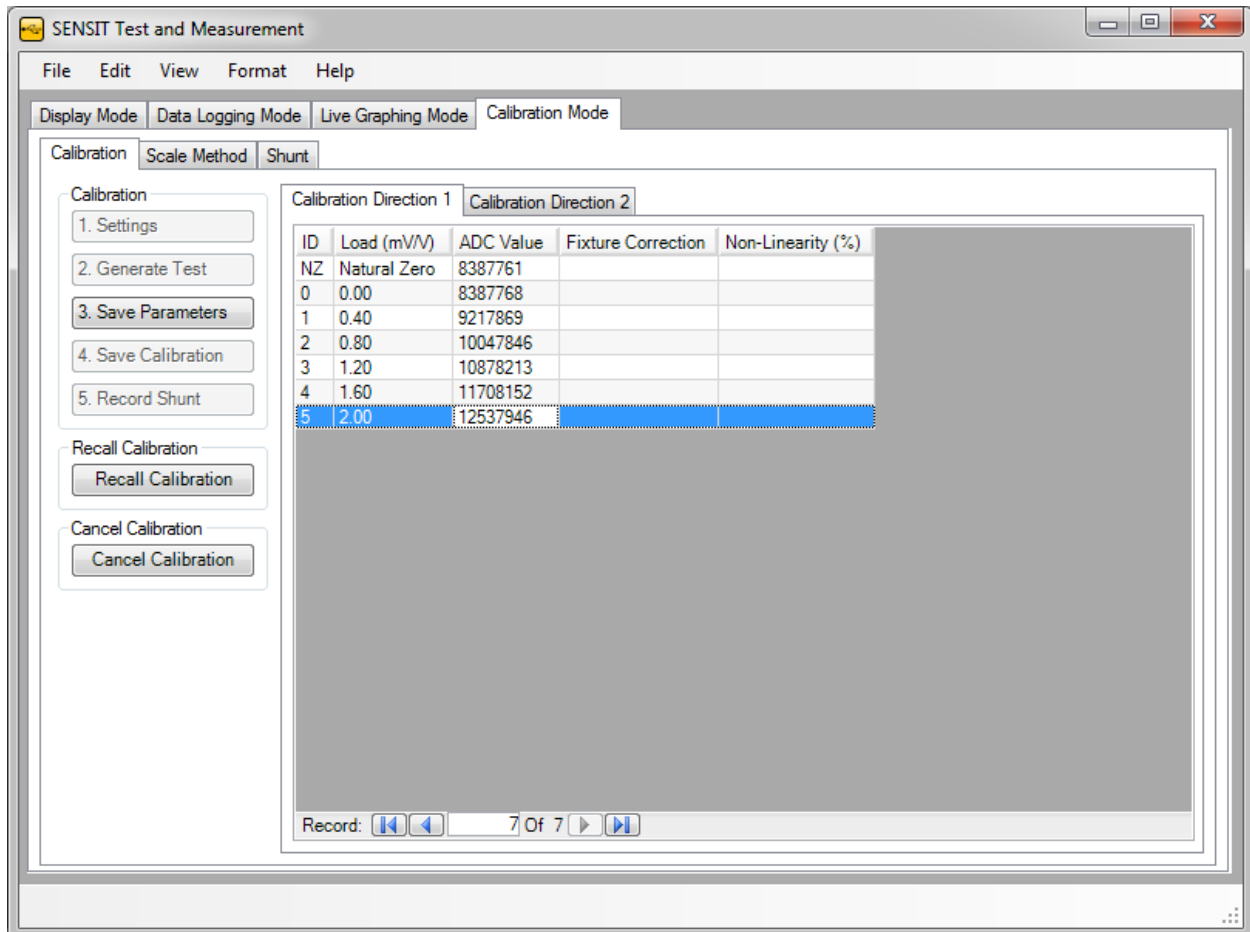 SENSIT Test and Measurement
File Edit View Format Help
Display Mode Data Logging Mode Live Graphing Mode Calibration Mode
Calibration Scale Method Shunt
Calibration
1. Settings
2. Generate Test
3. Save Parameters
4. Save Calibration
5. Record Shunt
Recall Calibration
Recall Calibration
Cancel Calibration
Cancel Calibration
Calibration Direction 1 Calibration Direction 2
ID Load (mV/V) ADC Value Fixture Correction Non-Linearity (%)
NZ Natural Zero 8387761
0 0.00 8387768
1 0.40 9217869
2 0.80 10047846
3 1.20 10878213
4 1.60 11708152
5 2.00 12537946
Record: 7 Of 7